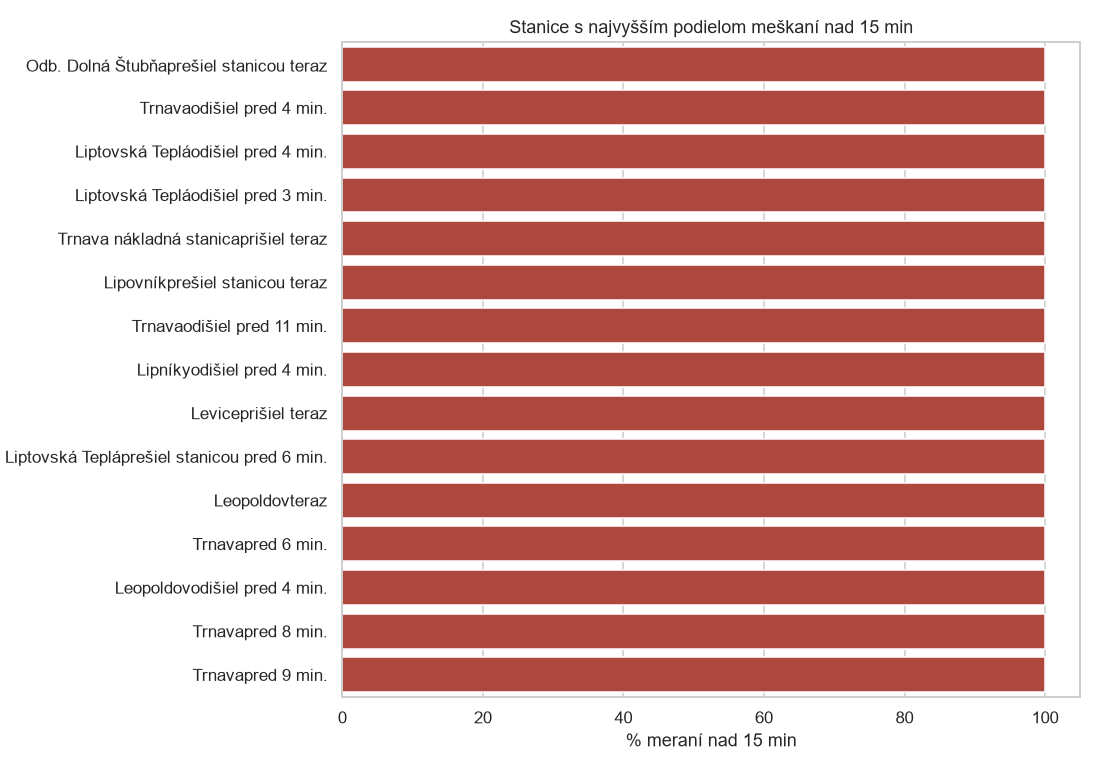 Stanice s najvyšším podielom meškaní nad 15 min
Odb. Dolná Štubňaprešiel stanicou teraz
Trnavaodišiel pred 4 min.
Liptovská Tepláodišiel pred 4 min.
Liptovská Tepláodišiel pred 3 min.
Trnava nákladná stanicaprišiel teraz
Lipovníkprešiel stanicou teraz
Trnavaodišiel pred 11 min.
Lipníkyodišiel pred 4 min.
Leviceprišiel teraz
Liptovská Tepláprešiel stanicou pred 6 min.
Leopoldovteraz
Trnavapred 6 min.
Leopoldovodišiel pred 4 min.
Trnavapred 8 min.
Trnavapred 9 min.
0 20 40 60 80 100
% meraní nad 15 min